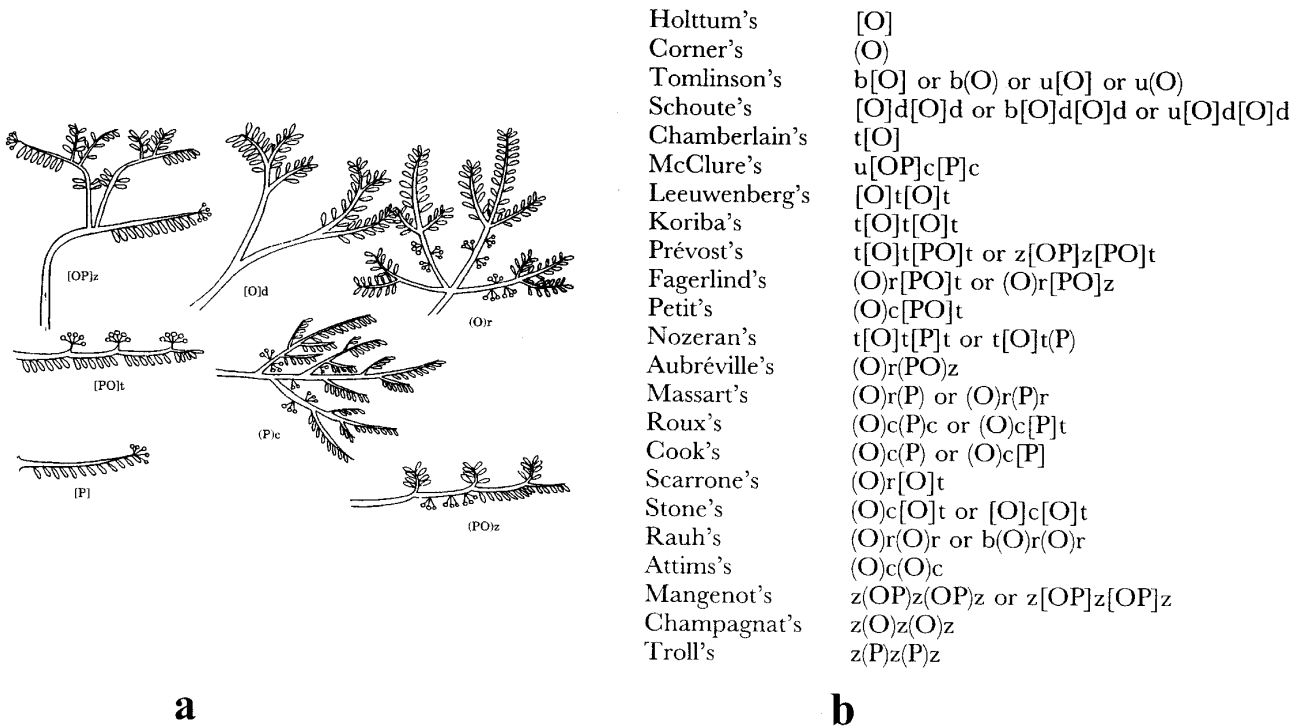 [OP]z
[O]d
(O)r
[PO]t
(P)c
[P]
(PO)z
a
Holttum's [O]
Corner's (O)
Tomlinson's b[O] or b(O) or u[O] or u(O)
Schoute's [O]d[O]d or b[O]d[O]d or u[O]d[O]d
Chamberlain's t[O]
McClure's u[OP]c[P]c
Leeuwenberg's [O]t[O]t
Koriba's t[O]t[O]t
Prévost's t[O]t[PO]t or z[OP]z[PO]t
Fagerlind's (O)r[PO]t or (O)r[PO]z
Petit's (O)c[PO]t
Nozeran's t[O]t[P]t or t[O]t(P)
Aubréville's (O)r(PO)z
Massart's (O)r(P) or (O)r(P)r
Roux's (O)c(P)c or (O)c[P]t
Cook's (O)c(P) or (O)c[P]
Scarrone's (O)r[O]t
Stone's (O)c[O]t or [O]c[O]t
Rauh's (O)r(O)r or b(O)r(O)r
Attims's (O)c(O)c
Mangenot's z(OP)z(OP)z or z[OP]z[OP]z
Champagnat's z(O)z(O)z
Troll's z(P)z(P)z
b